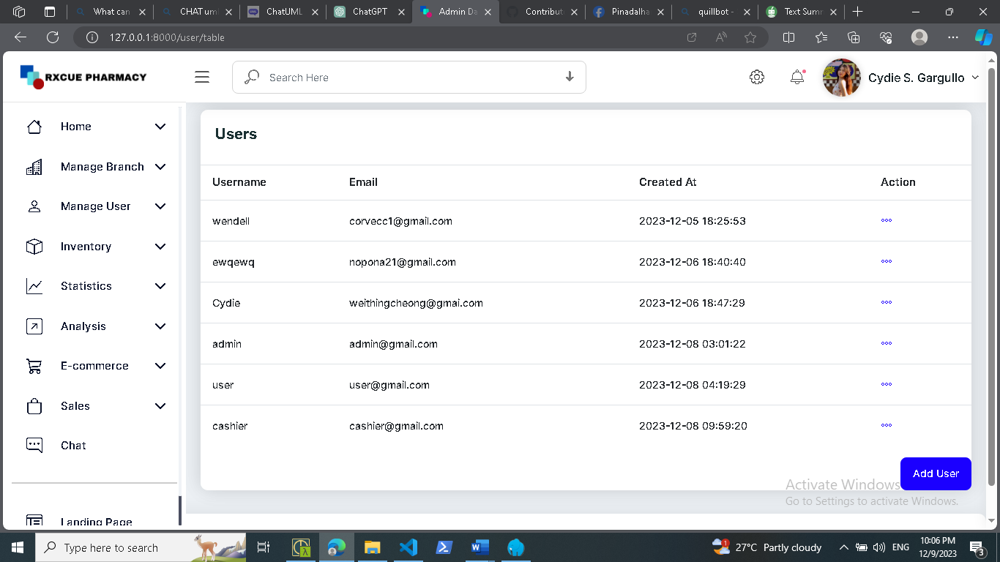 What can
CHAT uml
ChatUML
ChatGPT
Admin Da
Contribut
Pinadalha
quillbot -
Text Summ
127.0.0.1:8000/user/table
RXCUE PHARMACY
Search Here
Cydie S. Gargullo
Home
Manage Branch
Manage User
Inventory
Statistics
Analysis
E-commerce
Sales
Chat
Landing Page
Users
Username Email Created At Action
wendell corvecc1@gmail.com 2023-12-05 18:25:53
ewqewq nopona21@gmail.com 2023-12-06 18:40:40
Cydie weithingcheong@gmai.com 2023-12-06 18:47:29
admin admin@gmail.com 2023-12-08 03:01:22
user user@gmail.com 2023-12-08 04:19:29
cashier cashier@gmail.com 2023-12-08 09:59:20
Add User
Activate Windows
Go to Settings to activate Windows.
Type here to search
1
27°C Partly cloudy
ENG
10:06 PM
12/9/2023
3